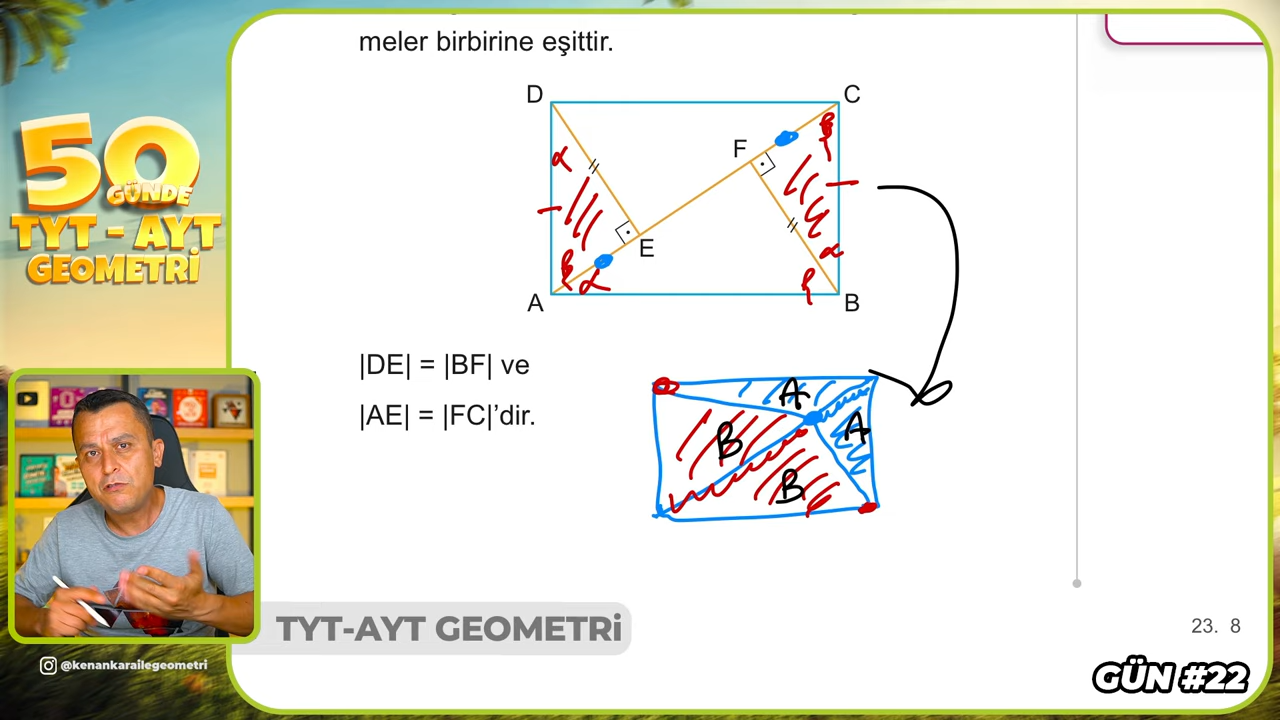 meler birbirine eşittir.
D
C
F
β
α
α
E
β
α
β
A
B
50
GÜNDE
TYT - AYT
GEOMETRİ
|DE| = |BF| ve
|AE| = |FC|’dir.
A
A
B
B
TYT-AYT GEOMETRİ
23. 8
@kenankarailegeometri
GÜN #22